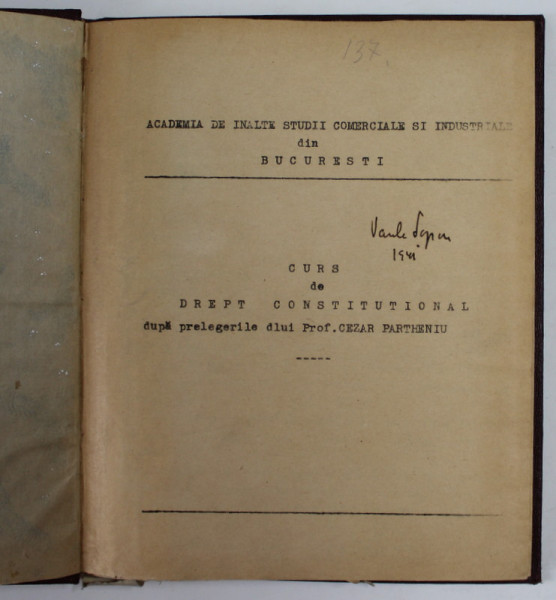 137.
ACADEMIA DE INALTE STUDII COMERCIALE SI INDUSTRIALE
din
BUCURESTI
1941
CURS
de
DREPT CONSTITUTIONAL
după prelegerile dlui Prof.CEZAR PARTHENIU
-----